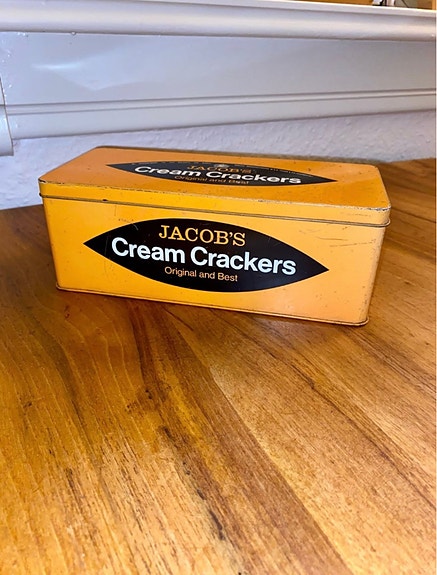 JACOB'S
Cream Crackers
Original and Best
JACOB'S
Cream Crackers
Original and Best